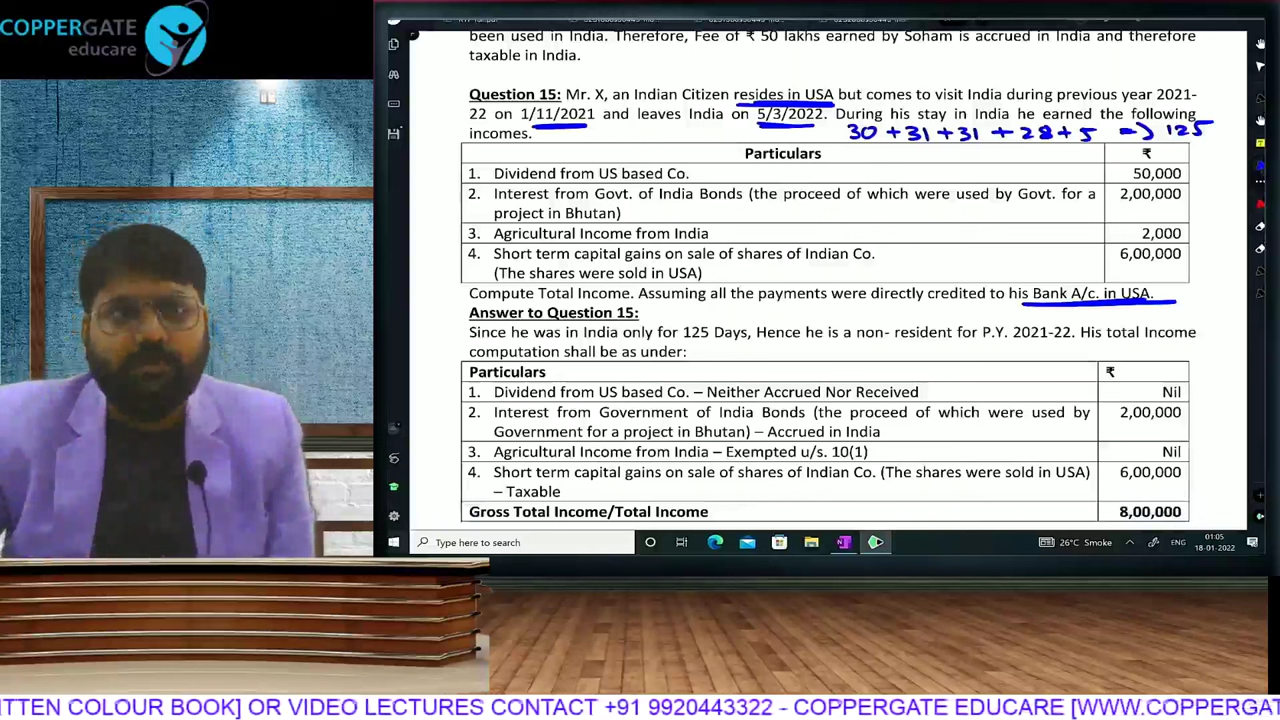 COPPERGATE
educare
been used in India. Therefore, Fee of ₹ 50 lakhs earned by Soham is accrued in India and therefore
taxable in India.
Question 15: Mr. X, an Indian Citizen resides in USA but comes to visit India during previous year 2021-
22 on 1/11/2021 and leaves India on 5/3/2022. During his stay in India he earned the following
incomes.
30 + 31 + 31 + 28 + 5 => 125
Particulars ₹
1. Dividend from US based Co. 50,000
2. Interest from Govt. of India Bonds (the proceed of which were used by Govt. for a 2,00,000
project in Bhutan)
3. Agricultural Income from India 2,000
4. Short term capital gains on sale of shares of Indian Co. 6,00,000
(The shares were sold in USA)
Compute Total Income. Assuming all the payments were directly credited to his Bank A/c. in USA.
Answer to Question 15:
Since he was in India only for 125 Days, Hence he is a non- resident for P.Y. 2021-22. His total Income
computation shall be as under:
Particulars ₹
1. Dividend from US based Co. – Neither Accrued Nor Received Nil
2. Interest from Government of India Bonds (the proceed of which were used by 2,00,000
Government for a project in Bhutan) – Accrued in India
3. Agricultural Income from India – Exempted u/s. 10(1) Nil
4. Short term capital gains on sale of shares of Indian Co. (The shares were sold in USA) 6,00,000
– Taxable
Gross Total Income/Total Income 8,00,000
Type here to search
26°C Smoke
ENG
01:05
18-01-2022
ITTEN COLOUR BOOK] OR VIDEO LECTURES CONTACT +91 9920443322 - COPPERGATE EDUCARE [WWW.COPPERGAT